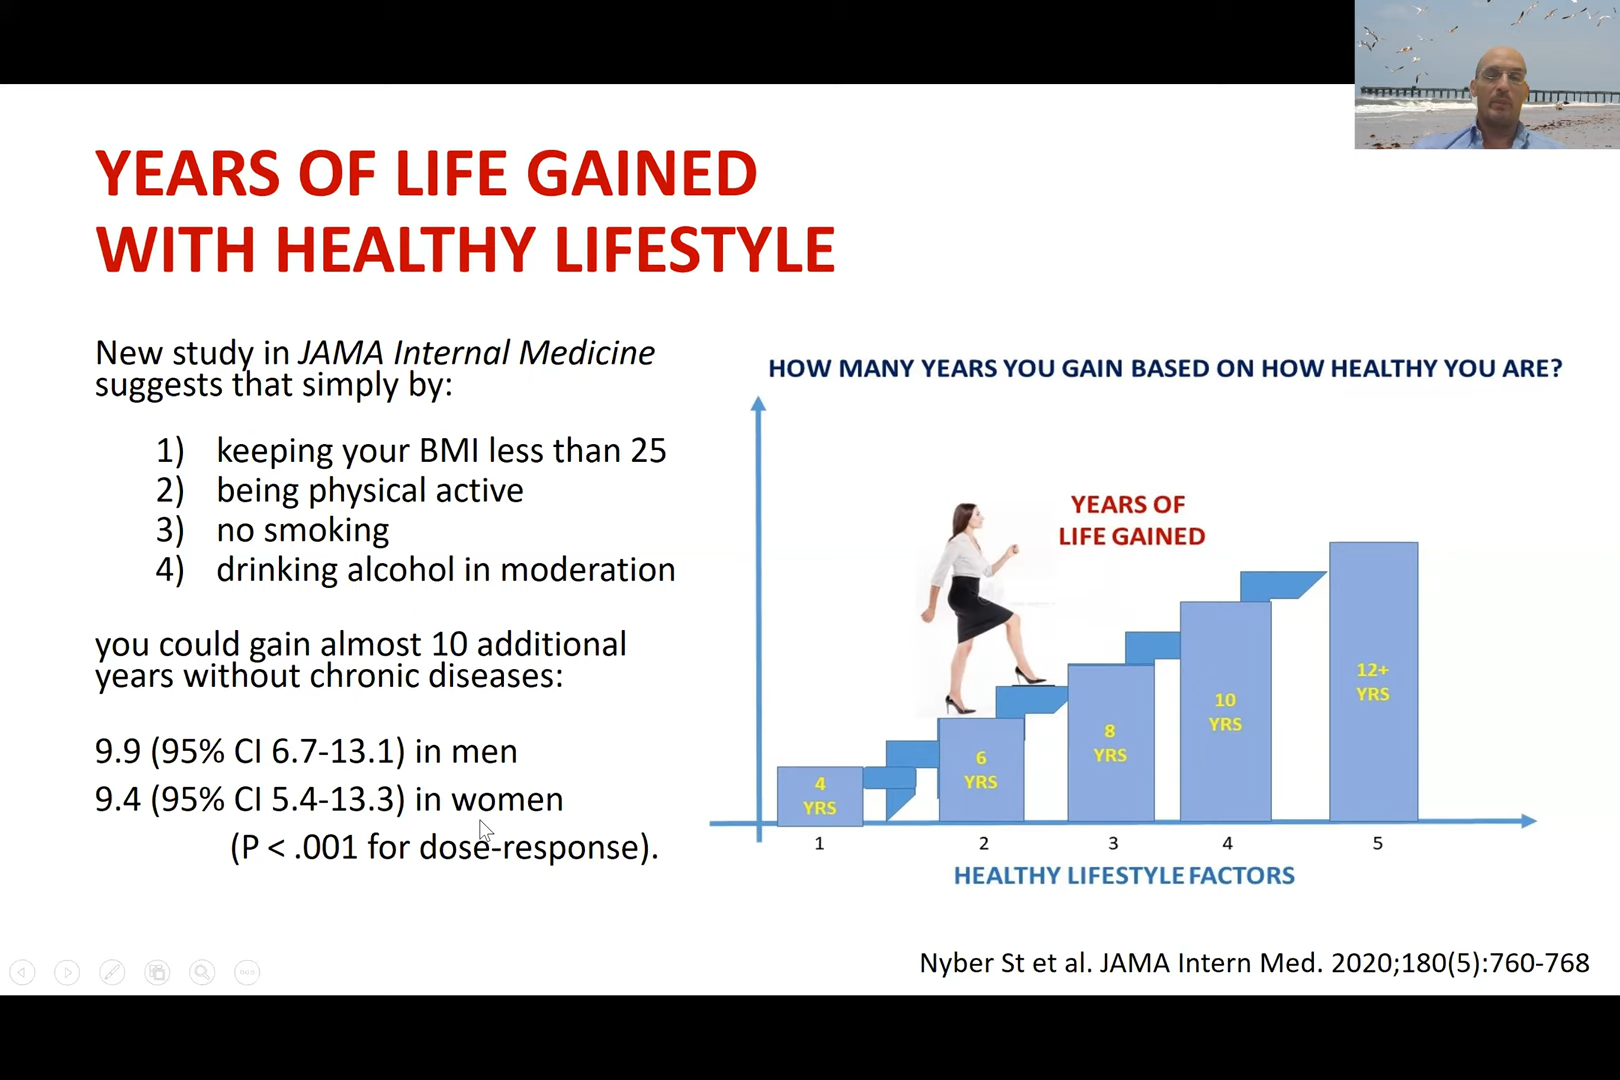 YEARS OF LIFE GAINED
WITH HEALTHY LIFESTYLE
New study in JAMA Internal Medicine
suggests that simply by:
1) keeping your BMI less than 25
2) being physical active
3) no smoking
4) drinking alcohol in moderation
you could gain almost 10 additional
years without chronic diseases:
9.9 (95% CI 6.7-13.1) in men
9.4 (95% CI 5.4-13.3) in women
(P < .001 for dose-response).
HOW MANY YEARS YOU GAIN BASED ON HOW HEALTHY YOU ARE?
YEARS OF
LIFE GAINED
4
YRS
6
YRS
8
YRS
10
YRS
12+
YRS
1 2 3 4 5
HEALTHY LIFESTYLE FACTORS
Nyber St et al. JAMA Intern Med. 2020;180(5):760-768